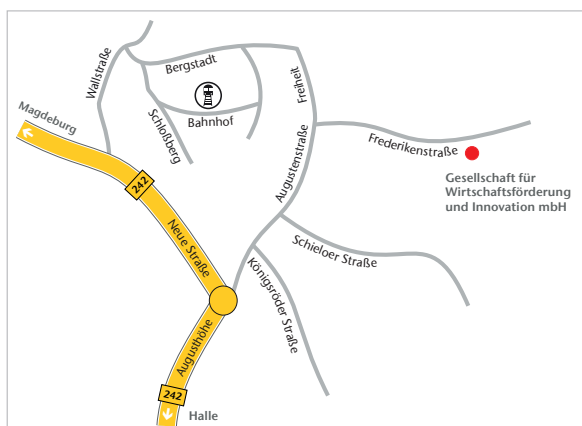 Wallstraße
Bergstadt
Freiheit
Magdeburg
Schloßberg
Bahnhof
Frederikenstraße
Gesellschaft für
Wirtschaftsförderung
und Innovation mbH
Augustenstraße
242
Neue Straße
Schieloer Straße
Königsröder Straße
Augusthöhe
242
Halle